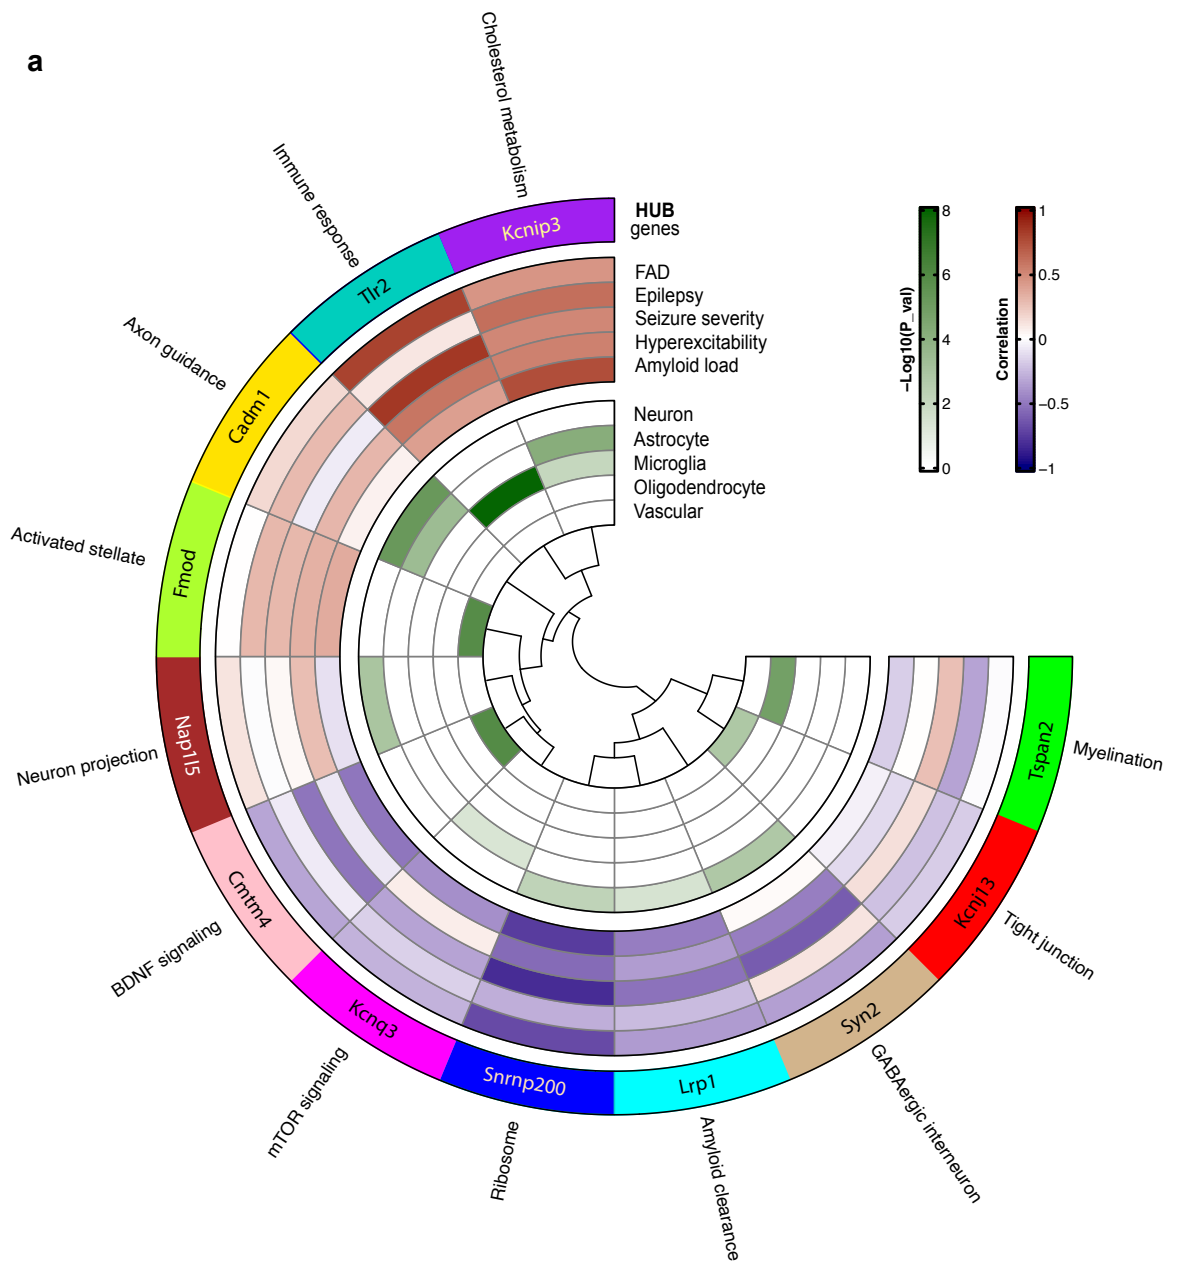 a
Cholesterol metabolism
Immune response
Axon guidance
Activated stellate
Neuron projection
BDNF signaling
mTOR signaling
Ribosome
Amyloid clearance
GABAergic interneuron
Tight junction
Myelination
Kcnip3
Tlr2
Cadm1
Fmod
Nap1l5
Cmtm4
Kcnq3
Snrnp200
Lrp1
Syn2
Kcnj13
Tspan2
HUB
genes
FAD
Epilepsy
Seizure severity
Hyperexcitability
Amyloid load
Neuron
Astrocyte
Microglia
Oligodendrocyte
Vascular
−Log10(P_val)
8
6
4
2
0
Correlation
1
0.5
0
−0.5
−1